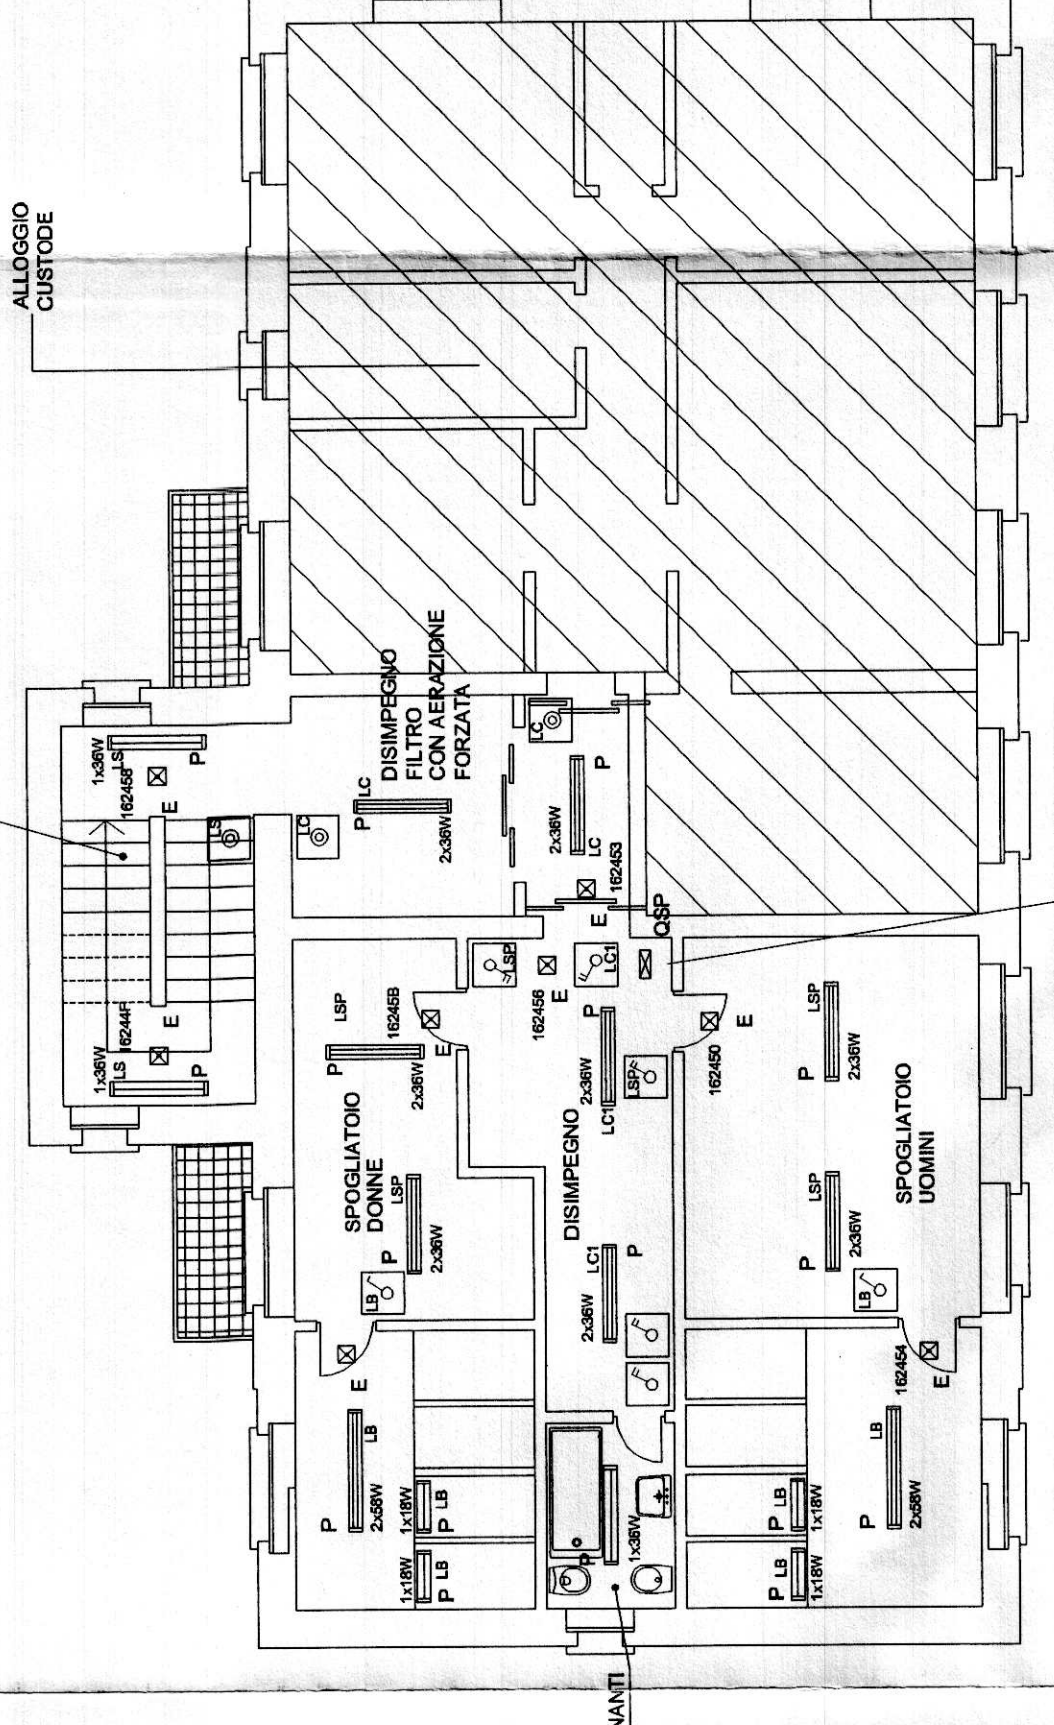 ALLOGGIO
CUSTODE
1x36W
LS
162458
P
E
LS
1x36W
LS
16244F
E
P
LC
P
LC
2x36W
DISIMPEGNO
FILTRO
CON AERAZIONE
FORZATA
LC
P
2x36W
LC
162453
E
QSP
LSP
16245B
P
E
2x36W
SPOGLIATOIO
DONNE
LSP
P
2x36W
LB
LSP
162456
E
LC1
P
2x36W
LC1
LSP
DISIMPEGNO
LC1
P
2x36W
162450
E
LSP
P
2x36W
LSP
P
2x36W
SPOGLIATOIO
UOMINI
LB
E
LB
P
2x58W
1x18W
P
LB
1x18W
P
LB
P
1x36W
162454
E
LB
P
2x58W
P
LB
1x18W
P
LB
1x18W
NANTI